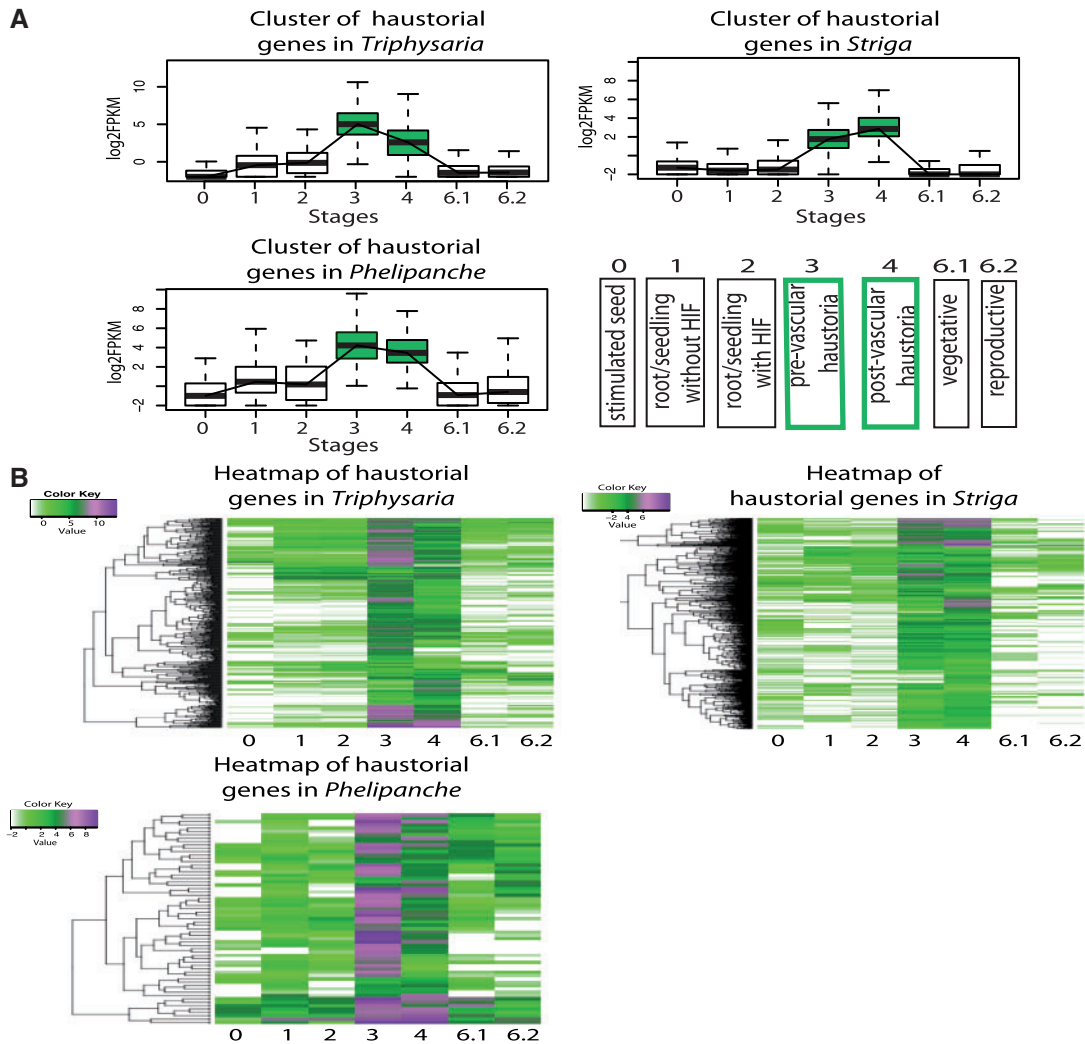 A
Cluster of haustorial
genes in Triphysaria
log2FPKM
10
5
0
0 1 2 3 4 6.1 6.2
Stages
Cluster of haustorial
genes in Striga
log2FPKM
8
6
4
2
-2
0 1 2 3 4 6.1 6.2
Stages
Cluster of haustorial
genes in Phelipanche
log2FPKM
8
6
4
2
-2
0 1 2 3 4 6.1 6.2
Stages
0 1 2 3 4 6.1 6.2
stimulated seed
root/seedling
without HIF
root/seedling
with HIF
pre-vascular
haustoria
post-vascular
haustoria
vegetative
reproductive
B
Heatmap of haustorial
genes in Triphysaria
Color Key
0 5 10
Value
0 1 2 3 4 6.1 6.2
Heatmap of
haustorial genes in Striga
Color Key
-2 2 4 6
Value
0 1 2 3 4 6.1 6.2
Heatmap of haustorial
genes in Phelipanche
Color Key
-2 0 2 4 6 8
Value
0 1 2 3 4 6.1 6.2